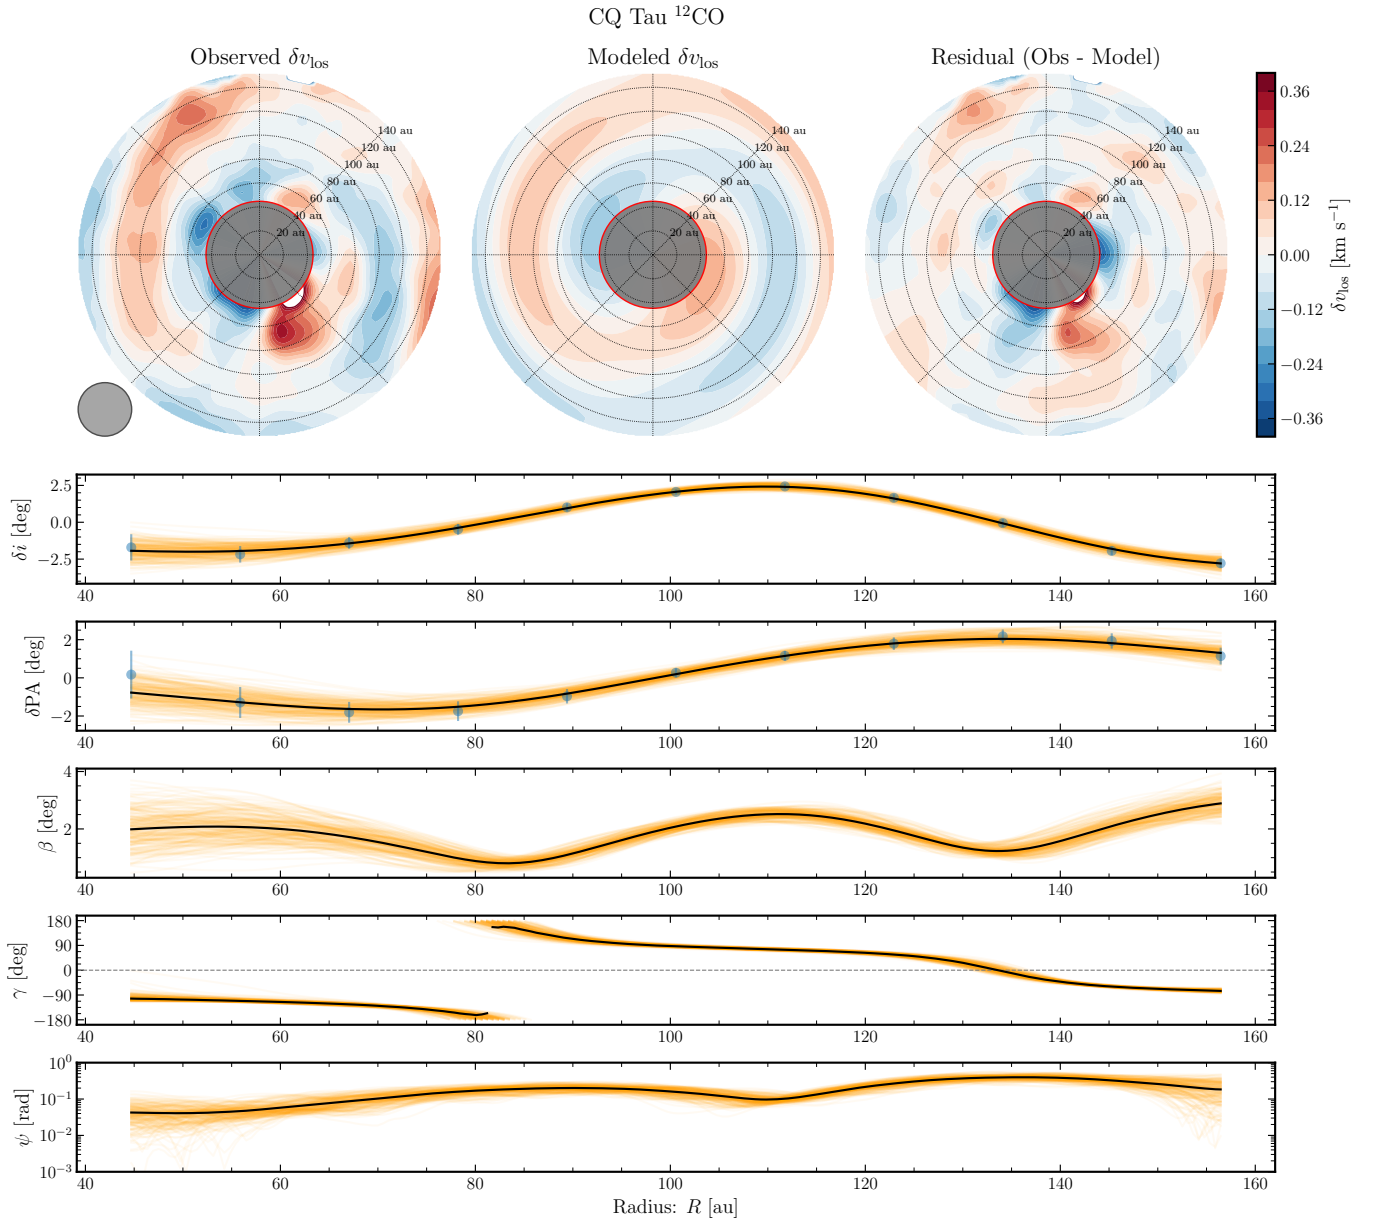 CQ Tau ¹²CO
Observed δv_los
Modeled δv_los
Residual (Obs - Model)
140 au
120 au
100 au
80 au
60 au
40 au
20 au
140 au
120 au
100 au
80 au
60 au
40 au
20 au
140 au
120 au
100 au
80 au
60 au
40 au
20 au
0.36
0.24
0.12
0.00
−0.12
−0.24
−0.36
δv_los [km s⁻¹]
δi [deg]
2.5
0.0
−2.5
40 60 80 100 120 140 160
δPA [deg]
2
0
−2
40 60 80 100 120 140 160
β [deg]
4
2
40 60 80 100 120 140 160
γ [deg]
180
90
0
−90
−180
40 60 80 100 120 140 160
ψ [rad]
10⁰
10⁻¹
10⁻²
10⁻³
40 60 80 100 120 140 160
Radius: R [au]